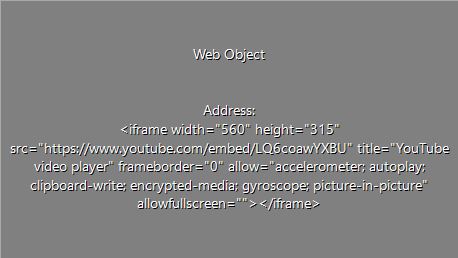 Web Object
Address:
<iframe width="560" height="315"
src="https://www.youtube.com/embed/LQ6coawYXBU" title="YouTube
video player" frameborder="0" allow="accelerometer; autoplay;
clipboard-write; encrypted-media; gyroscope; picture-in-picture"
allowfullscreen=""></iframe>